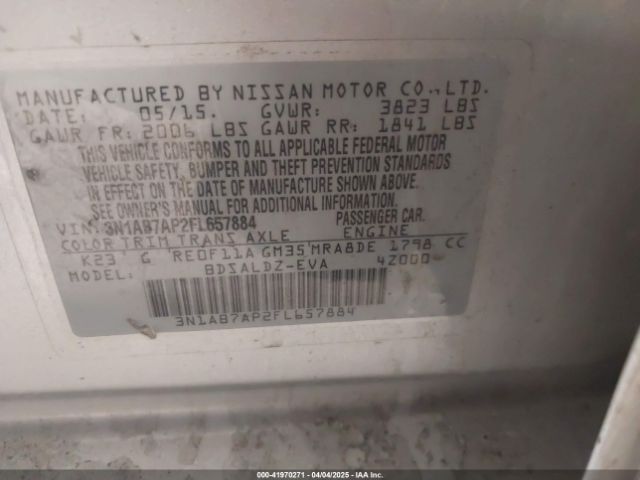 MANUFACTURED BY NISSAN MOTOR CO., LTD.
DATE: 05/15. GVWR: 3823 LBS
GAWR FR: 2006 LBS GAWR RR: 1841 LBS
THIS VEHICLE CONFORMS TO ALL APPLICABLE FEDERAL MOTOR
VEHICLE SAFETY, BUMPER AND THEFT PREVENTION STANDARDS
IN EFFECT ON THE DATE OF MANUFACTURE SHOWN ABOVE.
SEE OWNER'S MANUAL FOR ADDITIONAL INFORMATION.
VIN: 3N1AB7AP2FL657884 PASSENGER CAR.
COLOR TRIM TRANS AXLE ENGINE
K23 G RE0F11A GM35 MRA8DE 1798 CC
MODEL: BDSALDZ-EVA 4Z000
3N1AB7AP2FL657884
000-41970271 - 04/04/2025 - IAA Inc.